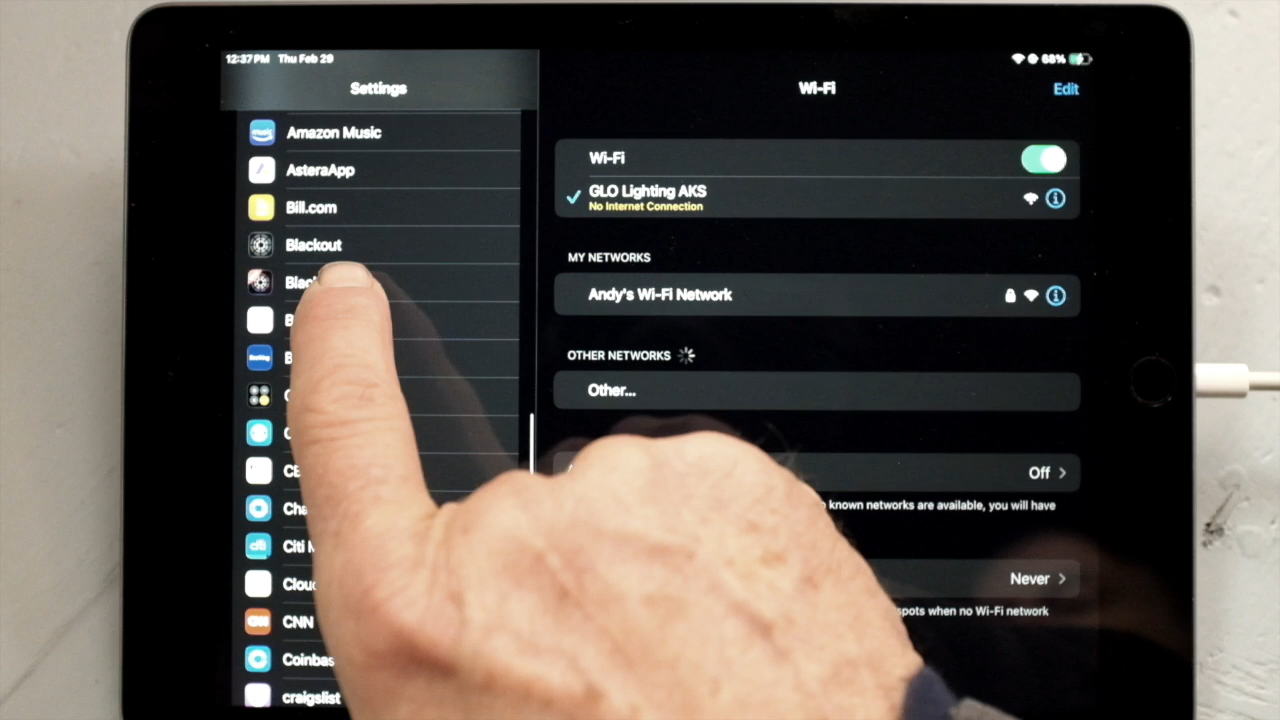 12:37 PM Thu Feb 29
68%
Settings
Amazon Music
AsteraApp
Bill.com
Blackout
CNN
craigslist
Wi-Fi
Edit
Wi-Fi
GLO Lighting AKS
No Internet Connection
MY NETWORKS
Andy's Wi-Fi Network
OTHER NETWORKS
Other...
Off
known networks are available, you will have
Never
spots when no Wi-Fi network